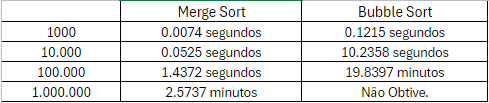 Merge Sort Bubble Sort
1000 0.0074 segundos 0.1215 segundos
10.000 0.0525 segundos 10.2358 segundos
100.000 1.4372 segundos 19.8397 minutos
1.000.000 2.5737 minutos Não Obtive.